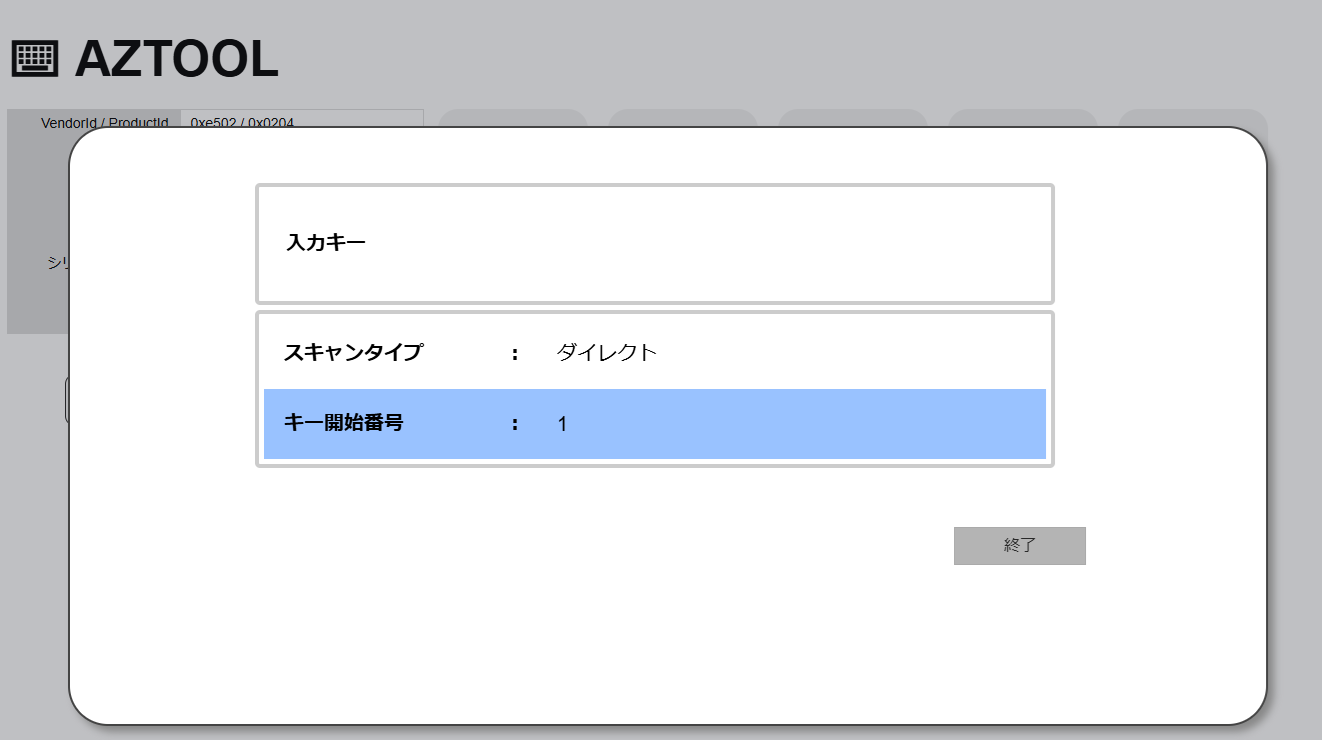 AZTOOL
VendorId / ProductId 0xe502 / 0x0204
シリ
入力キー
スキャンタイプ : ダイレクト
キー開始番号 : 1
終了